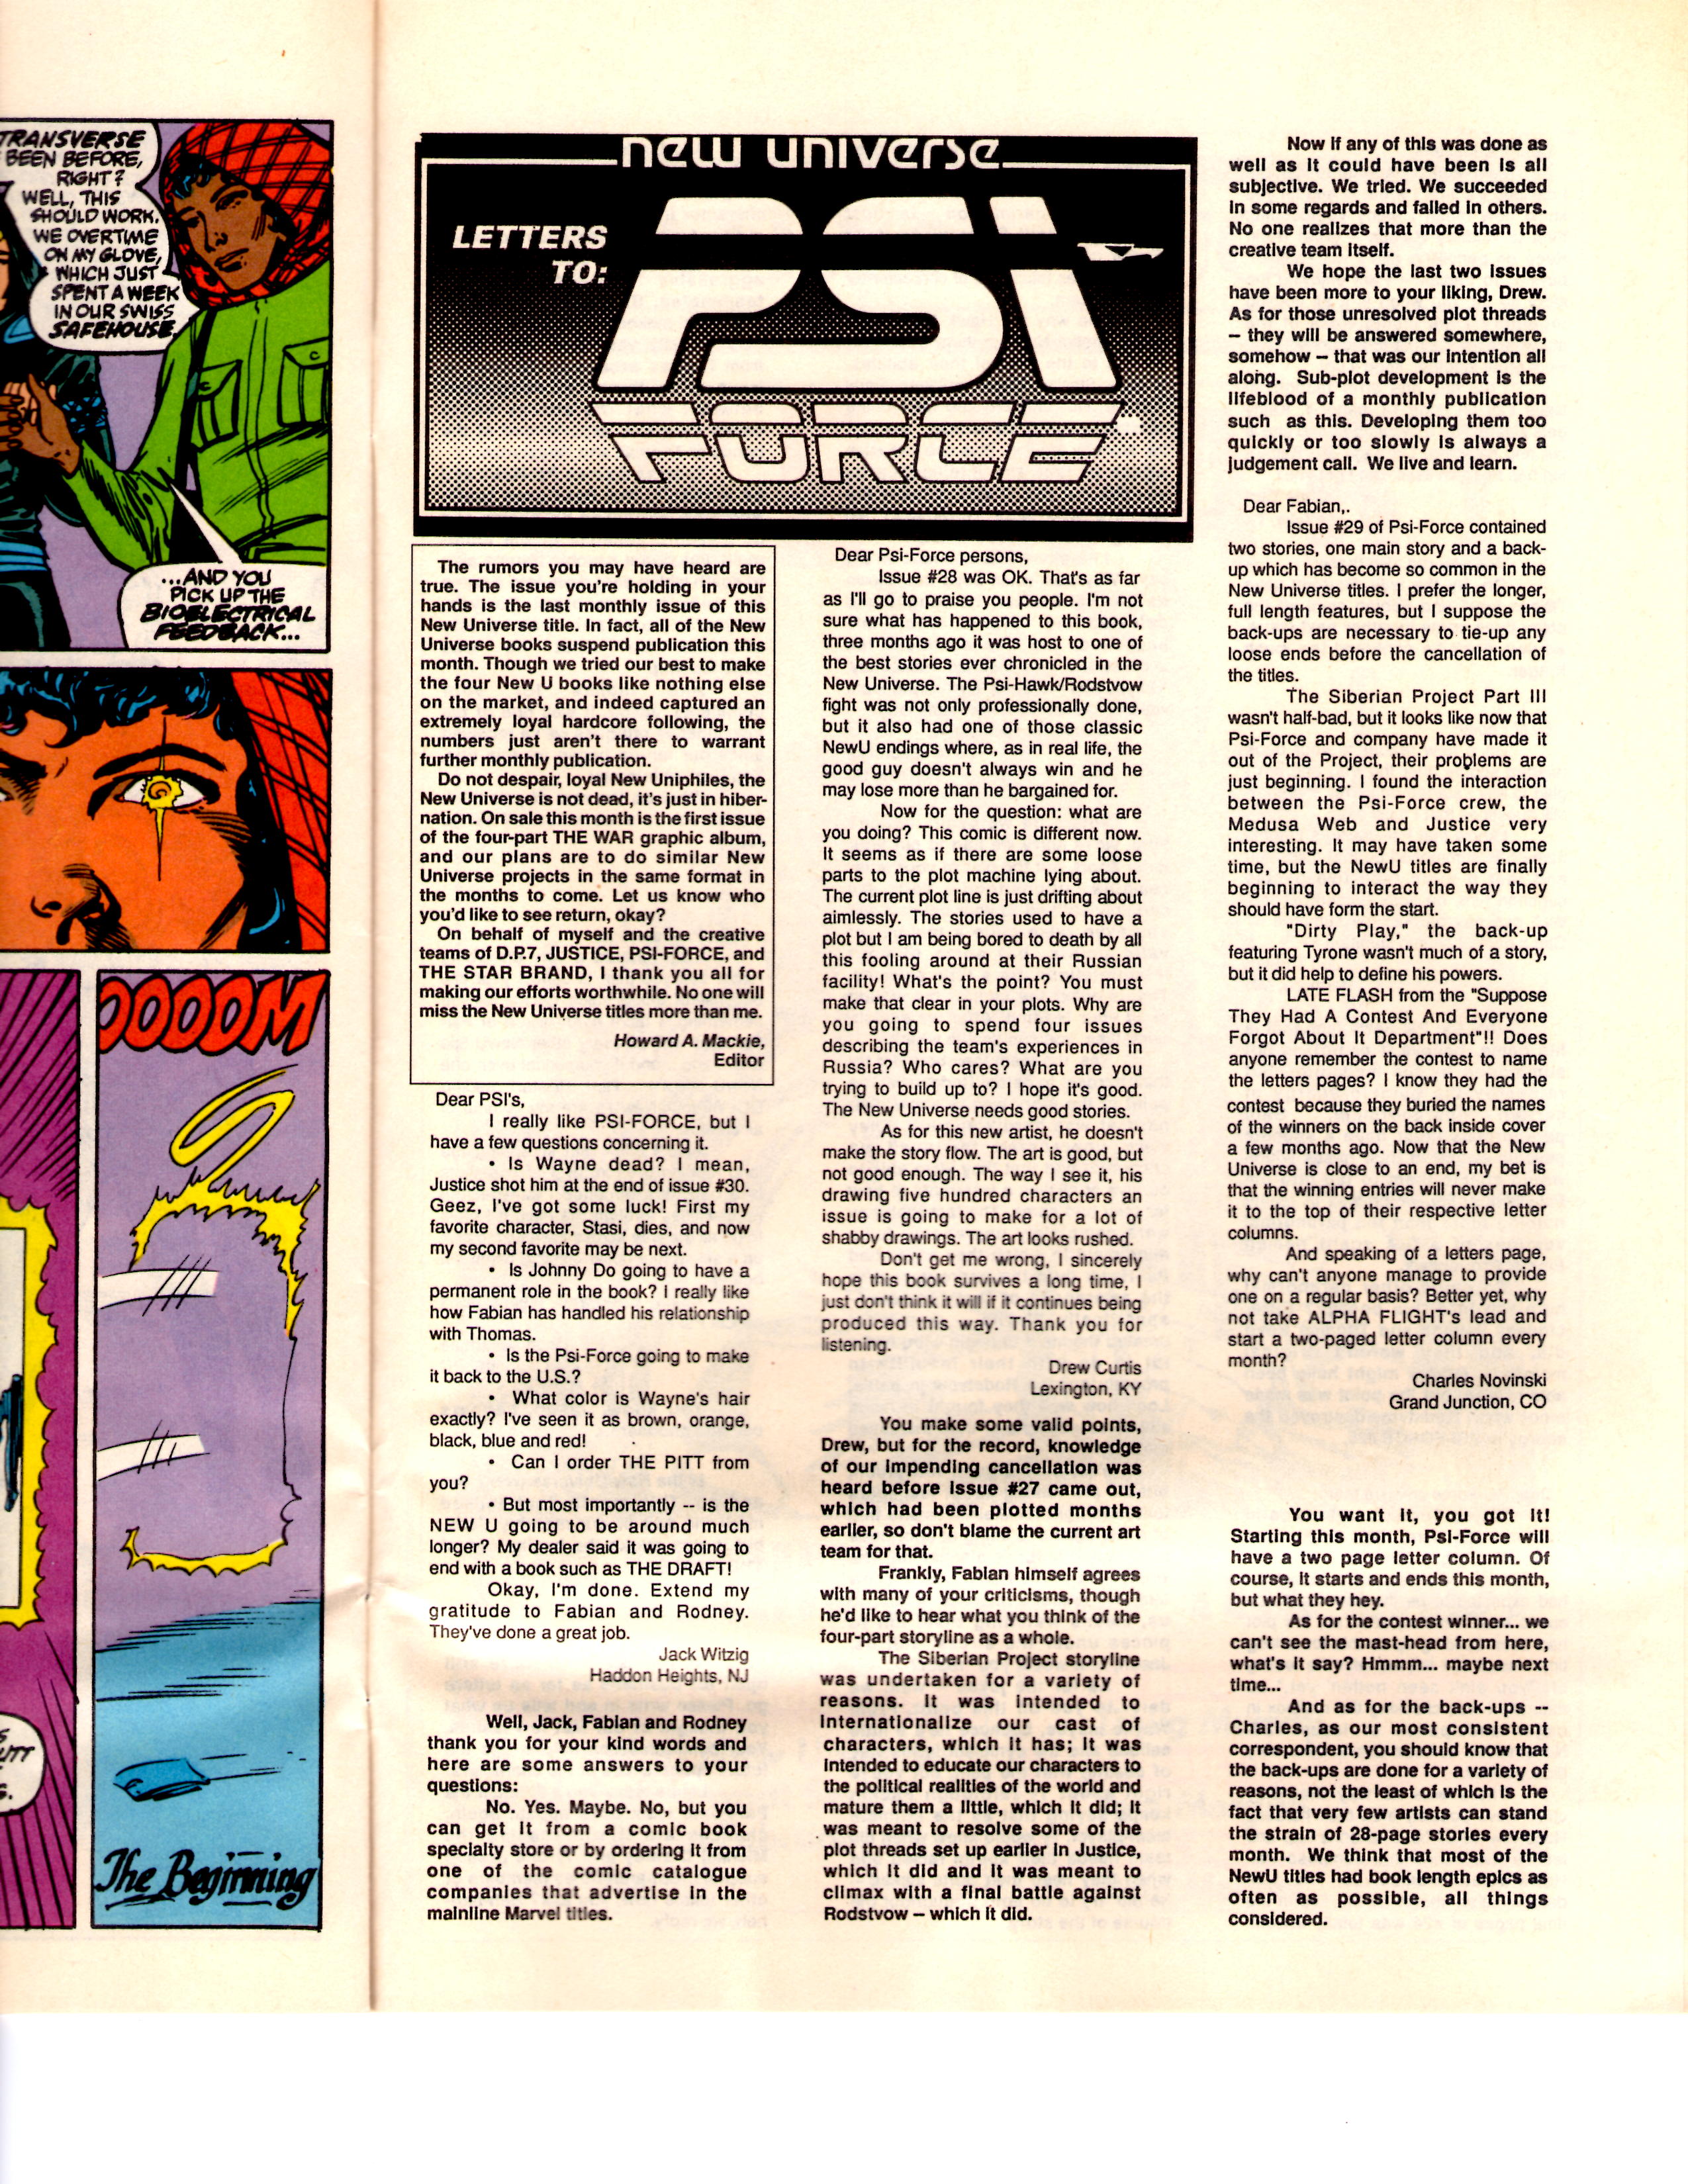 TRANSVERSE
BEEN BEFORE,
RIGHT?
WELL, THIS
SHOULD WORK.
WE OVERTIME
ON MY GLOVE,
WHICH JUST
SPENT A WEEK
IN OUR SWISS
SAFEHOUSE.
...AND YOU
PICK UP THE
BIOELECTRICAL
FEEDBACK...
OOOOM
The Beginning
new universe
LETTERS
TO:
PSI
FORCE
The rumors you may have heard are
true. The issue you're holding in your
hands is the last monthly issue of this
New Universe title. In fact, all of the New
Universe books suspend publication this
month. Though we tried our best to make
the four New U books like nothing else
on the market, and indeed captured an
extremely loyal hardcore following, the
numbers just aren't there to warrant
further monthly publication.
Do not despair, loyal New Uniphiles, the
New Universe is not dead, it's just in hiber-
nation. On sale this month is the first issue
of the four-part THE WAR graphic album,
and our plans are to do similar New
Universe projects in the same format in
the months to come. Let us know who
you'd like to see return, okay?
On behalf of myself and the creative
teams of D.P.7, JUSTICE, PSI-FORCE, and
THE STAR BRAND, I thank you all for
making our efforts worthwhile. No one will
miss the New Universe titles more than me.
Howard A. Mackie,
Editor
Dear PSI's,
I really like PSI-FORCE, but I
have a few questions concerning it.
• Is Wayne dead? I mean,
Justice shot him at the end of issue #30.
Geez, I've got some luck! First my
favorite character, Stasi, dies, and now
my second favorite may be next.
• Is Johnny Do going to have a
permanent role in the book? I really like
how Fabian has handled his relationship
with Thomas.
• Is the Psi-Force going to make
it back to the U.S.?
• What color is Wayne's hair
exactly? I've seen it as brown, orange,
black, blue and red!
• Can I order THE PITT from
you?
• But most importantly -- is the
NEW U going to be around much
longer? My dealer said it was going to
end with a book such as THE DRAFT!
Okay, I'm done. Extend my
gratitude to Fabian and Rodney.
They've done a great job.
Jack Witzig
Haddon Heights, NJ
Well, Jack, Fabian and Rodney
thank you for your kind words and
here are some answers to your
questions:
No. Yes. Maybe. No, but you
can get it from a comic book
specialty store or by ordering it from
one of the comic catalogue
companies that advertise in the
mainline Marvel titles.
Dear Psi-Force persons,
Issue #28 was OK. That's as far
as I'll go to praise you people. I'm not
sure what has happened to this book,
three months ago it was host to one of
the best stories ever chronicled in the
New Universe. The Psi-Hawk/Rodstvow
fight was not only professionally done,
but it also had one of those classic
NewU endings where, as in real life, the
good guy doesn't always win and he
may lose more than he bargained for.
Now for the question: what are
you doing? This comic is different now.
It seems as if there are some loose
parts to the plot machine lying about.
The current plot line is just drifting about
aimlessly. The stories used to have a
plot but I am being bored to death by all
this fooling around at their Russian
facility! What's the point? You must
make that clear in your plots. Why are
you going to spend four issues
describing the team's experiences in
Russia? Who cares? What are you
trying to build up to? I hope it's good.
The New Universe needs good stories.
As for this new artist, he doesn't
make the story flow. The art is good, but
not good enough. The way I see it, his
drawing five hundred characters an
issue is going to make for a lot of
shabby drawings. The art looks rushed.
Don't get me wrong, I sincerely
hope this book survives a long time, I
just don't think it will if it continues being
produced this way. Thank you for
listening.
Drew Curtis
Lexington, KY
You make some valid points,
Drew, but for the record, knowledge
of our impending cancellation was
heard before issue #27 came out,
which had been plotted months
earlier, so don't blame the current art
team for that.
Frankly, Fabian himself agrees
with many of your criticisms, though
he'd like to hear what you think of the
four-part storyline as a whole.
The Siberian Project storyline
was undertaken for a variety of
reasons. It was intended to
internationalize our cast of
characters, which it has; it was
intended to educate our characters to
the political realities of the world and
mature them a little, which it did; it
was meant to resolve some of the
plot threads set up earlier in Justice,
which it did and it was meant to
climax with a final battle against
Rodstvow – which it did.
Now if any of this was done as
well as it could have been is all
subjective. We tried. We succeeded
in some regards and failed in others.
No one realizes that more than the
creative team itself.
We hope the last two issues
have been more to your liking, Drew.
As for those unresolved plot threads
– they will be answered somewhere,
somehow – that was our intention all
along. Sub-plot development is the
lifeblood of a monthly publication
such as this. Developing them too
quickly or too slowly is always a
judgement call. We live and learn.
Dear Fabian,.
Issue #29 of Psi-Force contained
two stories, one main story and a back-
up which has become so common in the
New Universe titles. I prefer the longer,
full length features, but I suppose the
back-ups are necessary to tie-up any
loose ends before the cancellation of
the titles.
The Siberian Project Part III
wasn't half-bad, but it looks like now that
Psi-Force and company have made it
out of the Project, their problems are
just beginning. I found the interaction
between the Psi-Force crew, the
Medusa Web and Justice very
interesting. It may have taken some
time, but the NewU titles are finally
beginning to interact the way they
should have form the start.
"Dirty Play," the back-up
featuring Tyrone wasn't much of a story,
but it did help to define his powers.
LATE FLASH from the "Suppose
They Had A Contest And Everyone
Forgot About It Department"!! Does
anyone remember the contest to name
the letters pages? I know they had the
contest because they buried the names
of the winners on the back inside cover
a few months ago. Now that the New
Universe is close to an end, my bet is
that the winning entries will never make
it to the top of their respective letter
columns.
And speaking of a letters page,
why can't anyone manage to provide
one on a regular basis? Better yet, why
not take ALPHA FLIGHT's lead and
start a two-paged letter column every
month?
Charles Novinski
Grand Junction, CO
You want it, you got it!
Starting this month, Psi-Force will
have a two page letter column. Of
course, it starts and ends this month,
but what they hey.
As for the contest winner... we
can't see the mast-head from here,
what's it say? Hmmm... maybe next
time...
And as for the back-ups --
Charles, as our most consistent
correspondent, you should know that
the back-ups are done for a variety of
reasons, not the least of which is the
fact that very few artists can stand
the strain of 28-page stories every
month. We think that most of the
NewU titles had book length epics as
often as possible, all things
considered.